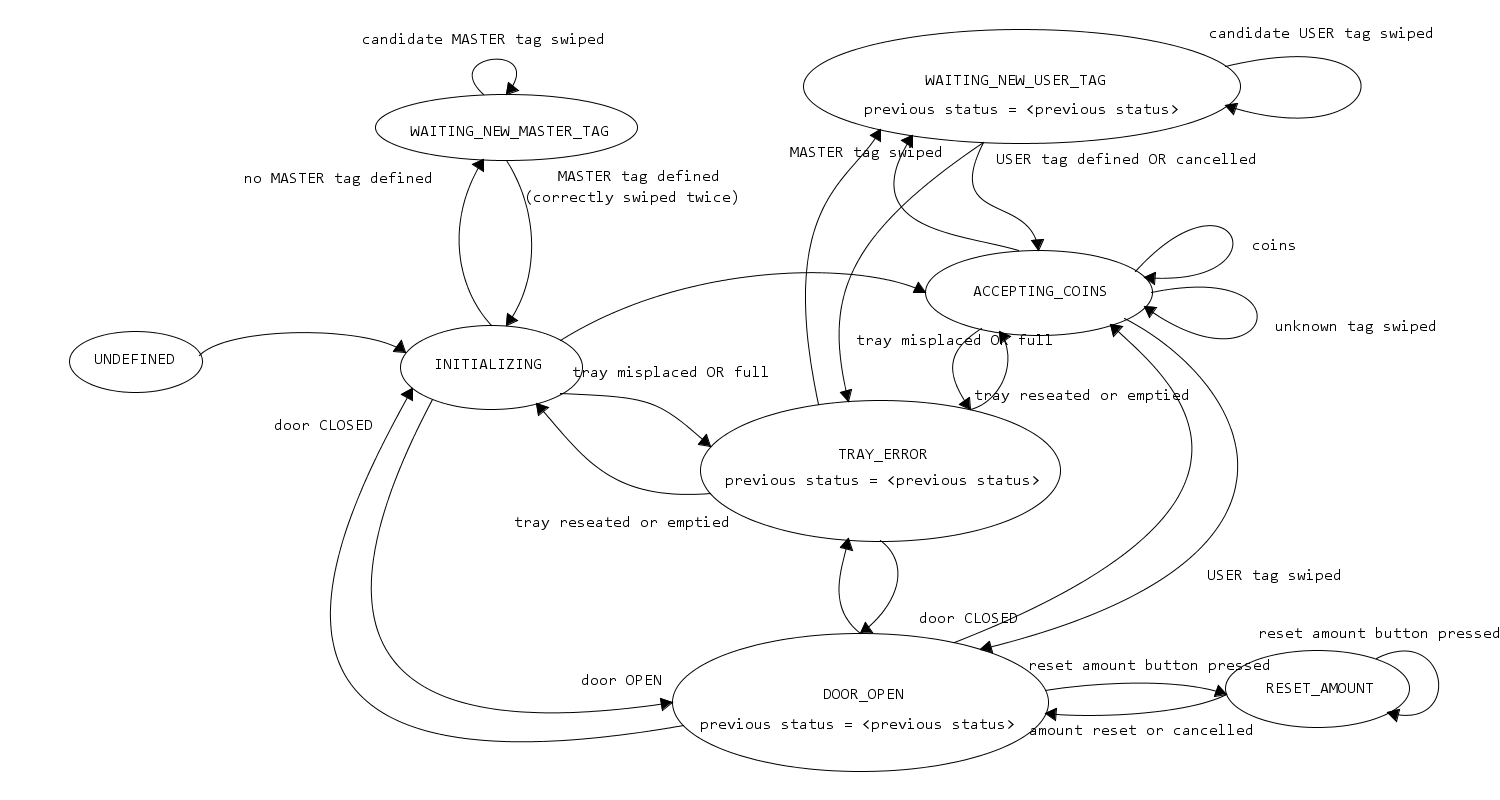 candidate USER tag swiped
candidate MASTER tag swiped
WAITING_NEW_USER_TAG
previous status = <previous status>
WAITING_NEW_MASTER_TAG
MASTER tag swiped
USER tag defined OR cancelled
no MASTER tag defined
MASTER tag defined
(correctly swiped twice)
coins
ACCEPTING_COINS
unknown tag swiped
tray misplaced OR full
UNDEFINED
INITIALIZING
tray misplaced OR full
tray reseated or emptied
door CLOSED
TRAY_ERROR
previous status = <previous status>
tray reseated or emptied
USER tag swiped
door CLOSED
reset amount button pressed
reset amount button pressed
door OPEN
DOOR_OPEN
RESET_AMOUNT
previous status = <previous status>
amount reset or cancelled